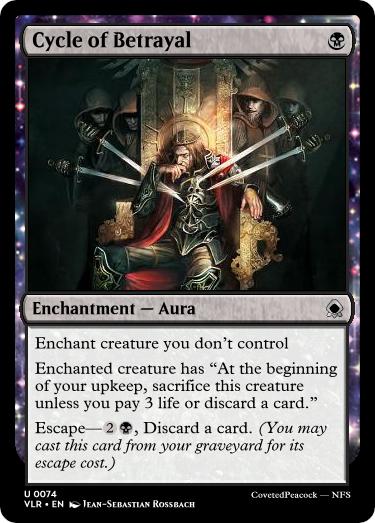 Cycle of Betrayal
Enchantment — Aura
Enchant creature you don't control
Enchanted creature has “At the beginning
of your upkeep, sacrifice this creature
unless you pay 3 life or discard a card.”
Escape—2, Discard a card. (You may
cast this card from your graveyard for its
escape cost.)
U 0074
VLR • EN Jean-Sebastian Rossbach
CovetedPeacock — NFS